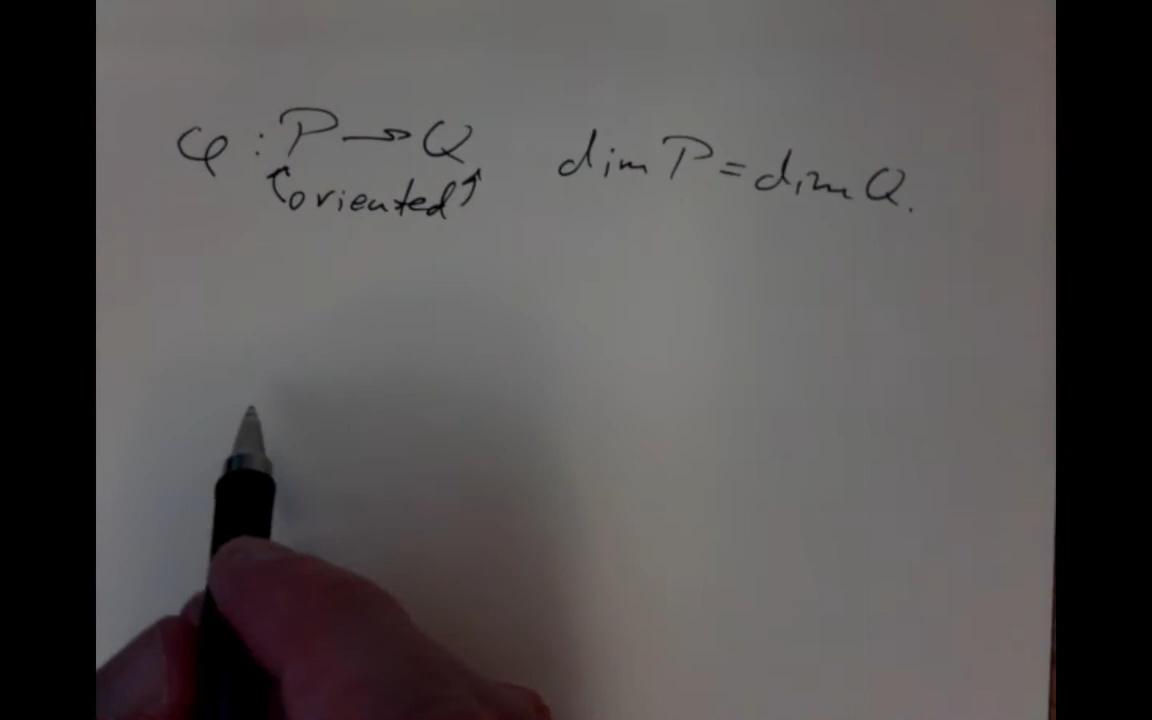 φ : P → Q dim P = dim Q.
oriented